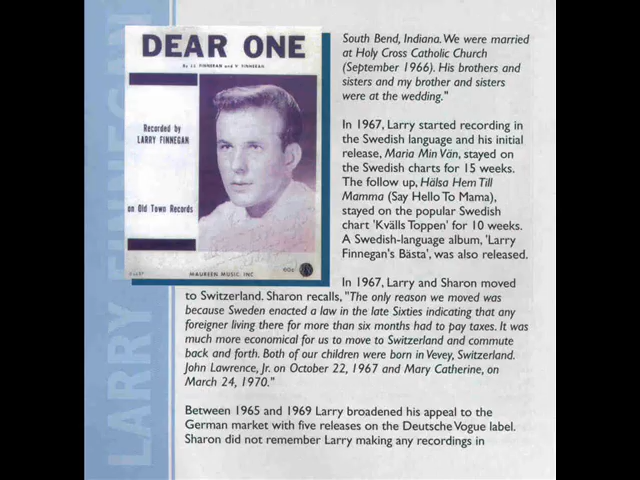 LARRY FINNEGAN
DEAR ONE
By J.L. FINNERAN and V. FINNERAN
Recorded by
LARRY FINNEGAN
on Old Town Records
MAUREEN MUSIC, INC
South Bend, Indiana. We were married
at Holy Cross Catholic Church
(September 1966). His brothers and
sisters and my brother and sisters
were at the wedding."
In 1967, Larry started recording in
the Swedish language and his initial
release, Maria Min Vän, stayed on
the Swedish charts for 15 weeks.
The follow up, Hälsa Hem Till
Mamma (Say Hello To Mama),
stayed on the popular Swedish
chart 'Kvälls Toppen' for 10 weeks.
A Swedish-language album, 'Larry
Finnegan's Bästa', was also released.
In 1967, Larry and Sharon moved
to Switzerland. Sharon recalls, "The only reason we moved was
because Sweden enacted a law in the late Sixties indicating that any
foreigner living there for more than six months had to pay taxes. It was
much more economical for us to move to Switzerland and commute
back and forth. Both of our children were born in Vevey, Switzerland.
John Lawrence, Jr. on October 22, 1967 and Mary Catherine, on
March 24, 1970."
Between 1965 and 1969 Larry broadened his appeal to the
German market with five releases on the Deutsche Vogue label.
Sharon did not remember Larry making any recordings in